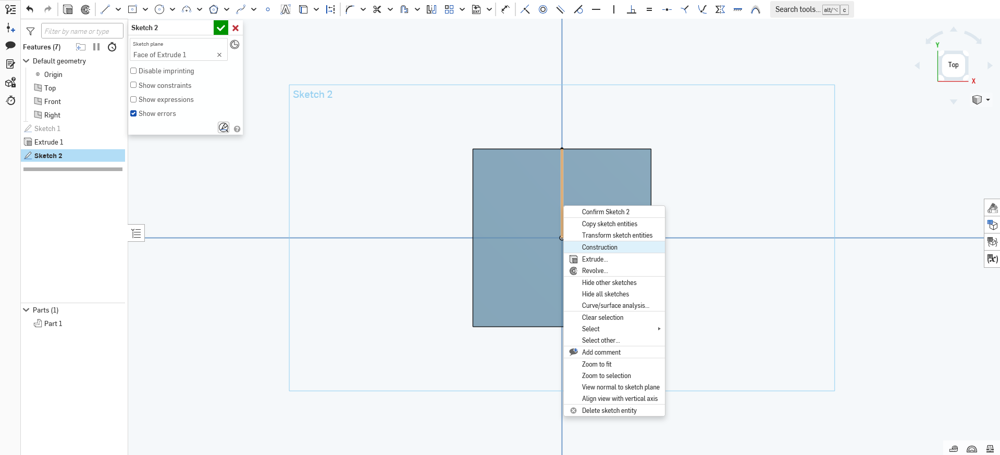 Search tools... alt/⌥ c
Filter by name or type
Features (7)
Default geometry
Origin
Top
Front
Right
Sketch 1
Extrude 1
Sketch 2
Parts (1)
Part 1
Sketch 2
Sketch plane
Face of Extrude 1
Disable imprinting
Show constraints
Show expressions
Show errors
Sketch 2
Confirm Sketch 2
Copy sketch entities
Transform sketch entities
Construction
Extrude...
Revolve...
Hide other sketches
Hide all sketches
Curve/surface analysis...
Clear selection
Select
Select other...
Add comment
Zoom to fit
Zoom to selection
View normal to sketch plane
Align view with vertical axis
Delete sketch entity
Y
Top
X
DXF
A
(x)
?